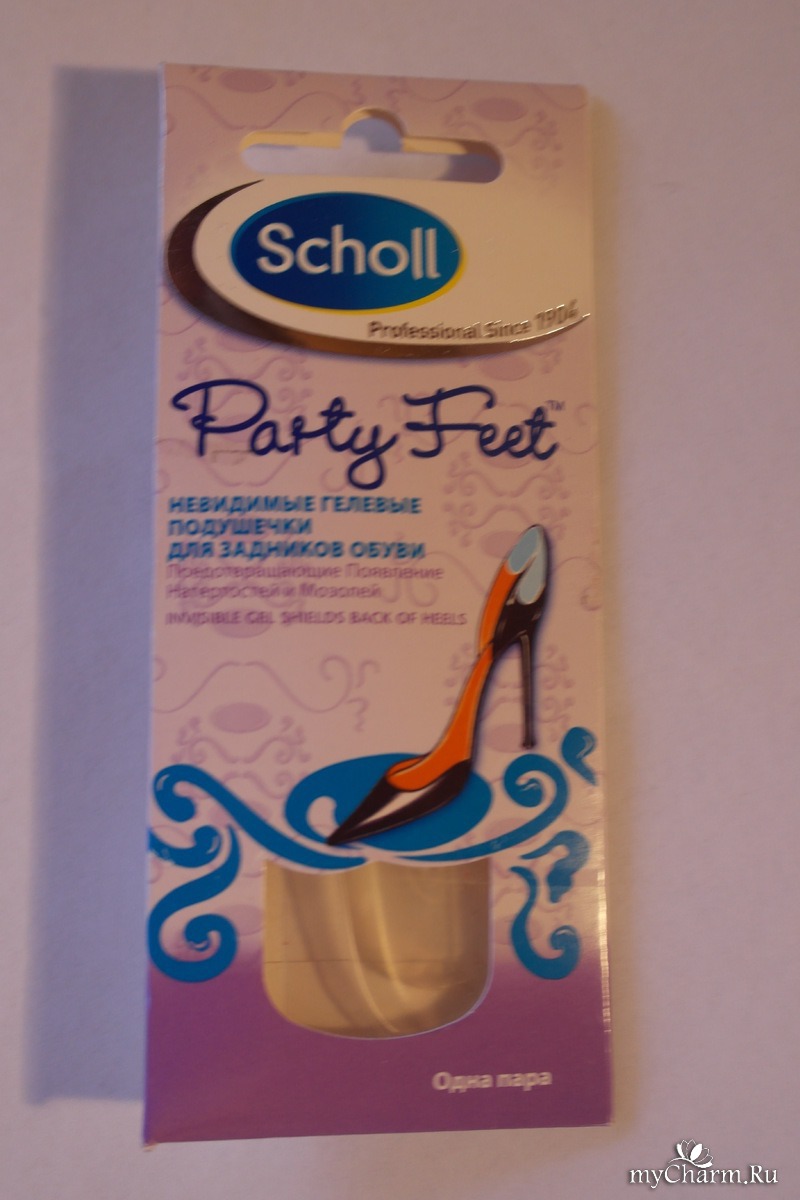 Scholl
Professional Since 1904
Party Feet™
НЕВИДИМЫЕ ГЕЛЕВЫЕ
ПОДУШЕЧКИ
ДЛЯ ЗАДНИКОВ ОБУВИ
Предотвращающие Появление
Натертостей и Мозолей
INVISIBLE GEL SHIELDS BACK OF HEELS
Одна пара
myCharm.Ru